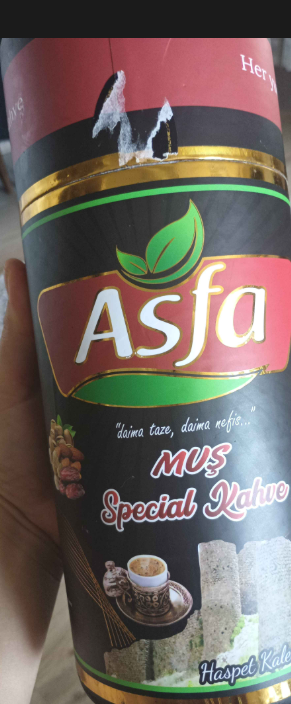 Her
Asfa
"daima taze, daima nefis..."
MUŞ
Special Kahve
Haspet Kale